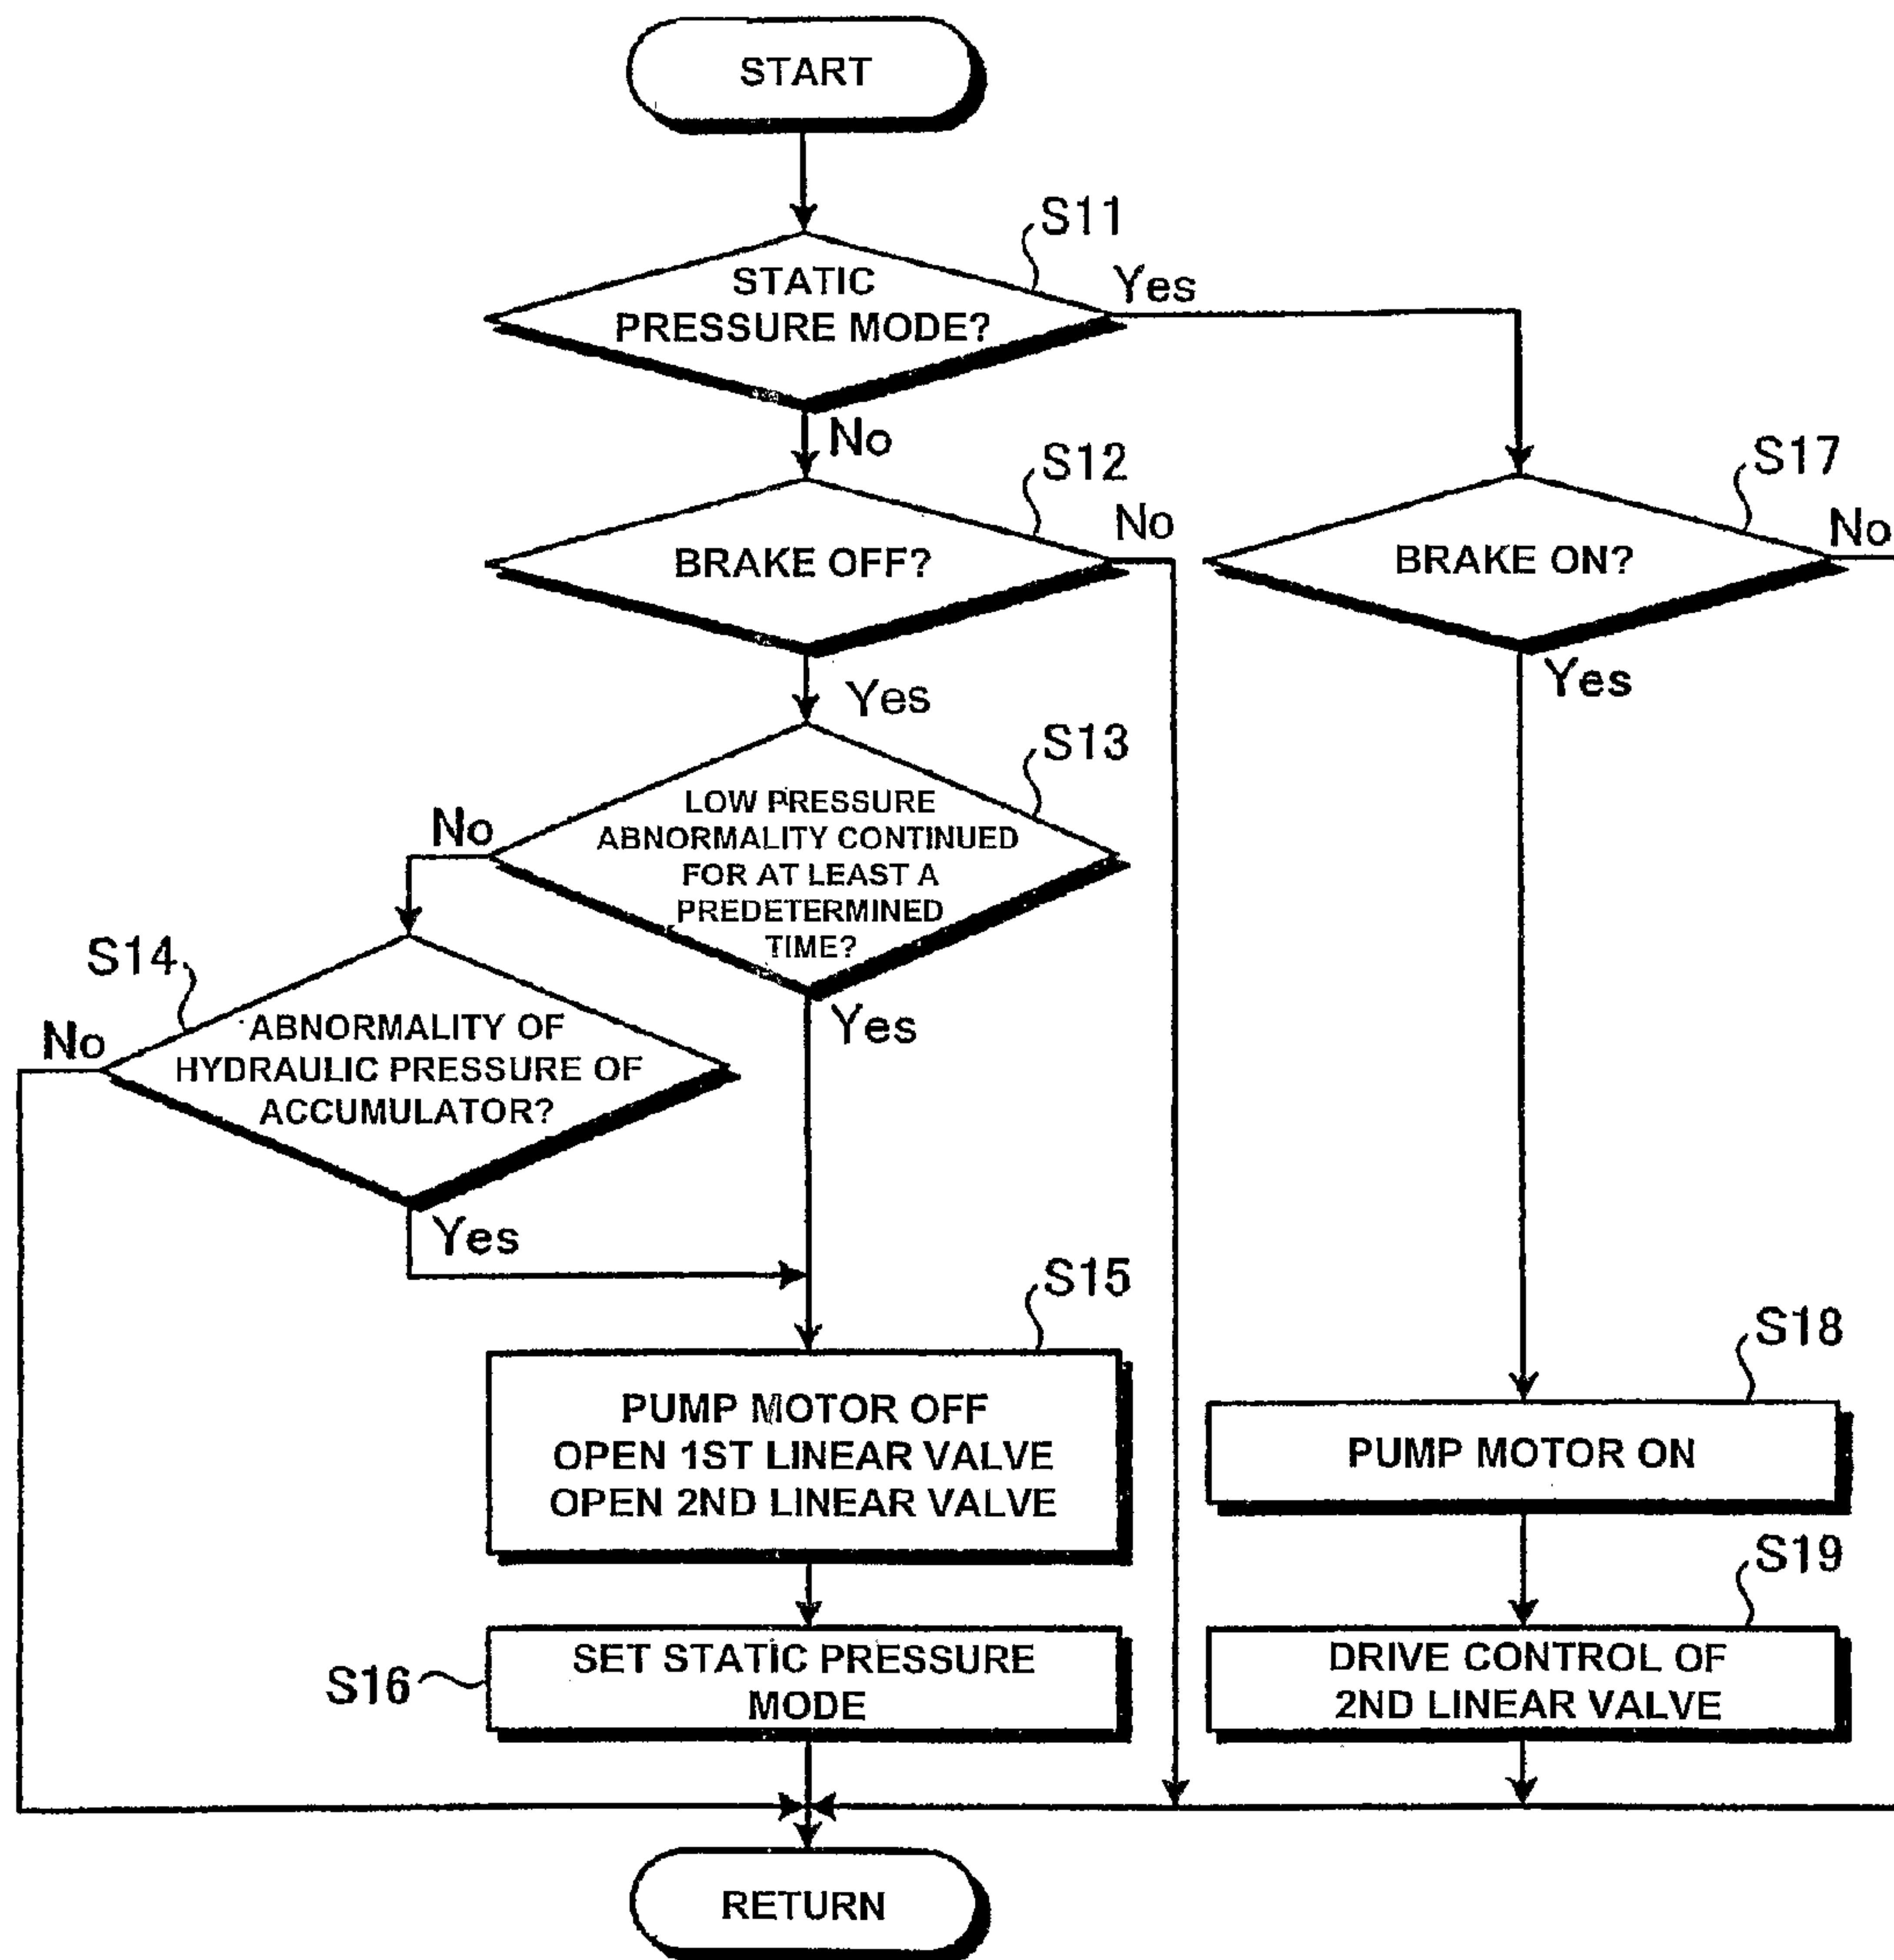 START
S11
STATIC
PRESSURE MODE?
Yes
No
S12
BRAKE OFF?
No
S17
BRAKE ON?
No
Yes
Yes
S13
LOW PRESSURE
ABNORMALITY CONTINUED
FOR AT LEAST A
PREDETERMINED
TIME?
No
Yes
S14
ABNORMALITY OF
HYDRAULIC PRESSURE OF
ACCUMULATOR?
No
Yes
S15
PUMP MOTOR OFF
OPEN 1ST LINEAR VALVE
OPEN 2ND LINEAR VALVE
S18
PUMP MOTOR ON
S16
SET STATIC PRESSURE
MODE
S19
DRIVE CONTROL OF
2ND LINEAR VALVE
RETURN